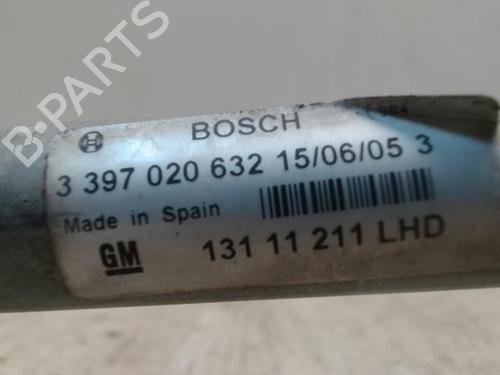 B-PARTS
BOSCH
3 397 020 632 15/06/05 3
Made in Spain
GM
131 11 211 LHD